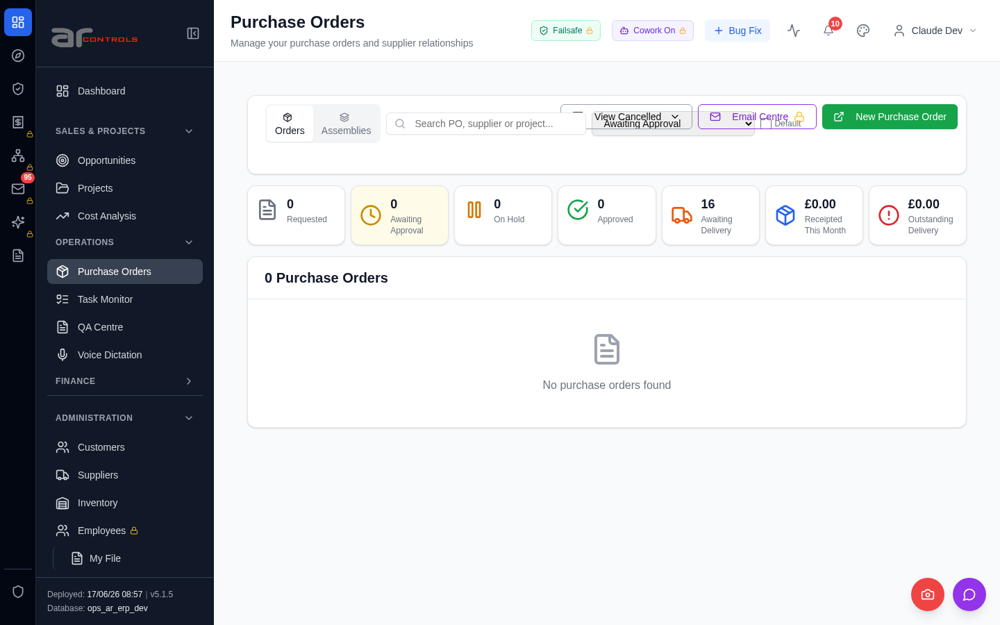 ar CONTROLS
Dashboard
SALES & PROJECTS
Opportunities
Projects
Cost Analysis
OPERATIONS
Purchase Orders
Task Monitor
QA Centre
Voice Dictation
FINANCE
ADMINISTRATION
Customers
Suppliers
Inventory
Employees
My File
Deployed: 17/06/26 08:57 | v5.1.5
Database: ops_ar_erp_dev
95
Purchase Orders
Manage your purchase orders and supplier relationships
Failsafe
Cowork On
Bug Fix
10
Claude Dev
Orders
Assemblies
Search PO, supplier or project...
View Cancelled
Awaiting Approval
Email Centre
Default
New Purchase Order
0
Requested
0
Awaiting
Approval
0
On Hold
0
Approved
16
Awaiting
Delivery
£0.00
Receipted
This Month
£0.00
Outstanding
Delivery
0 Purchase Orders
No purchase orders found